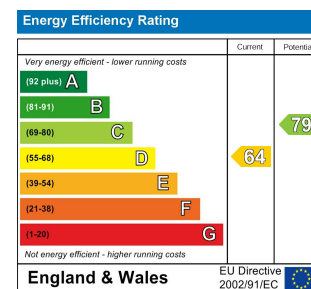 Energy Efficiency Rating
Current Potentia
Very energy efficient - lower running costs
(92 plus) A
(81-91) B
(69-80) C
79
(55-68) D
64
(39-54) E
(21-38) F
(1-20) G
Not energy efficient - higher running costs
England & Wales
EU Directive
2002/91/EC